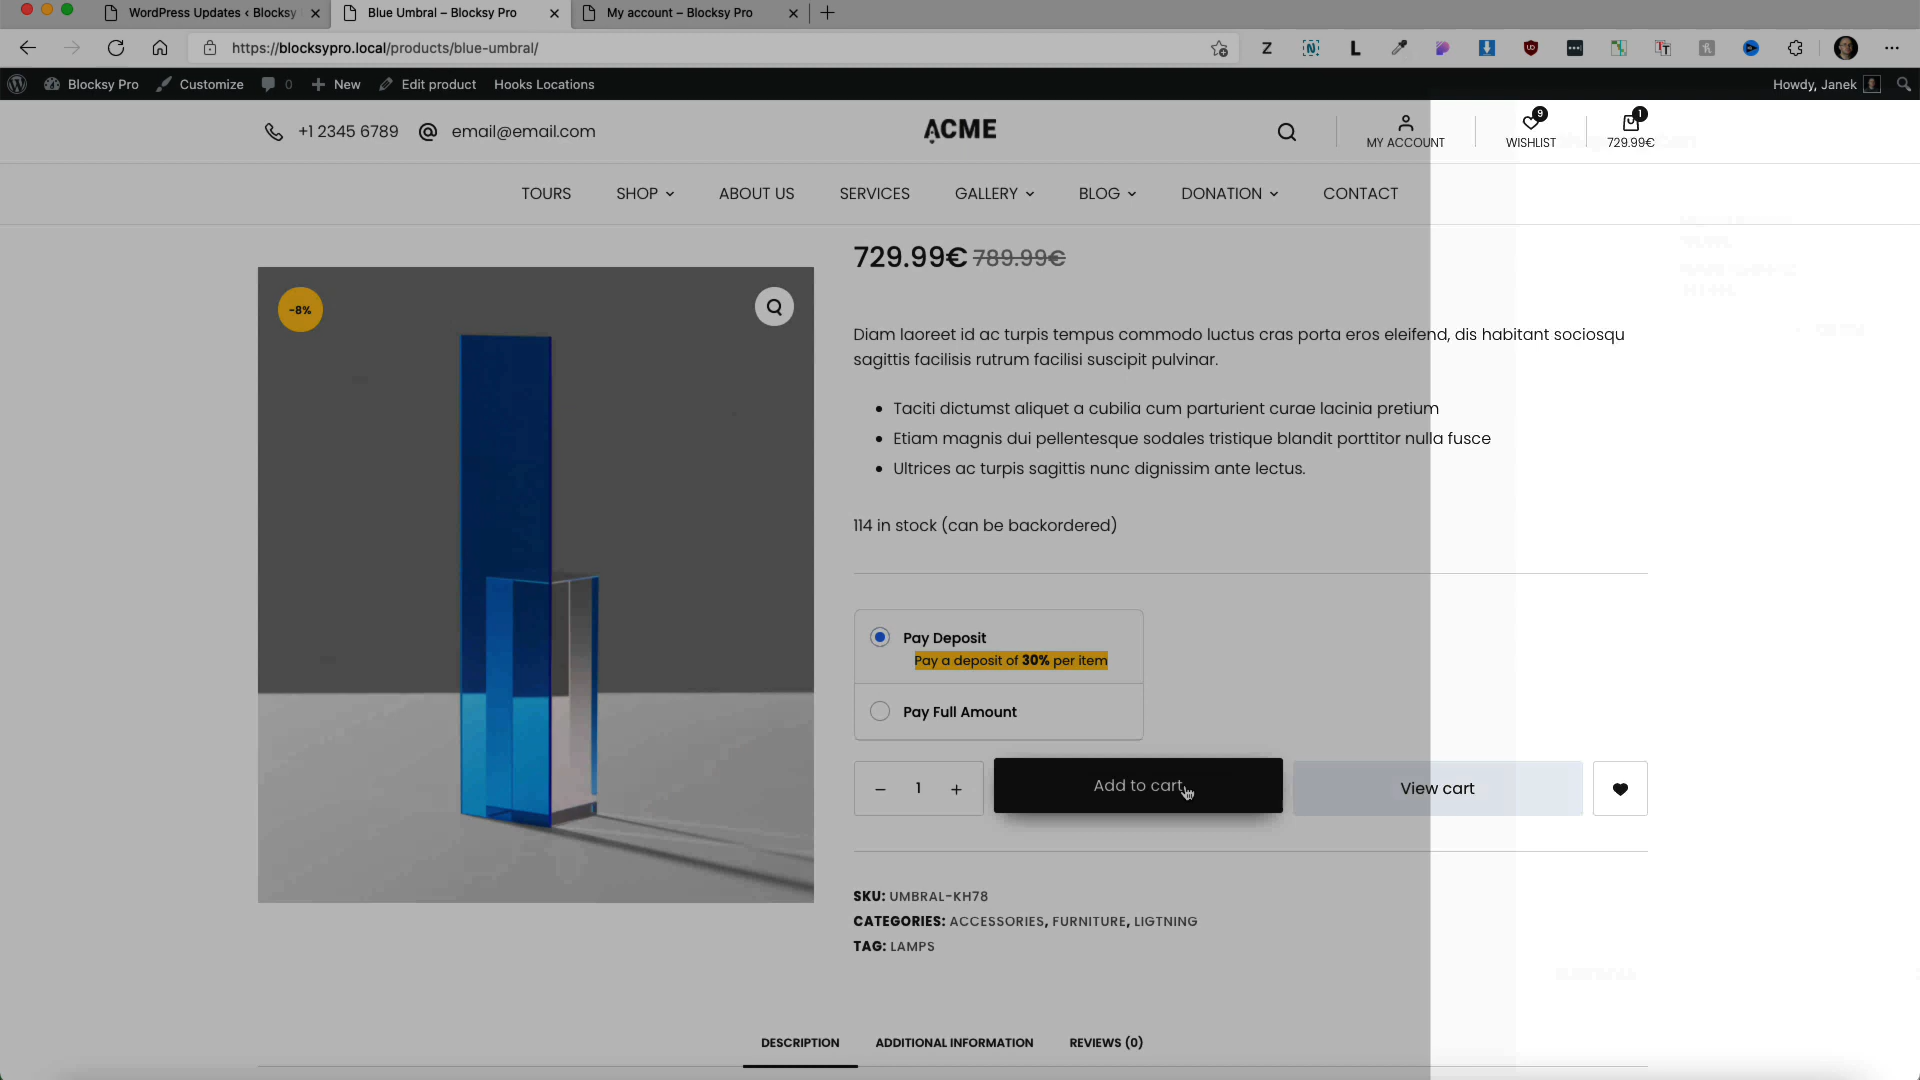 WordPress Updates ‹ Blocksy
Blue Umbral – Blocksy Pro
My account – Blocksy Pro
https://blocksypro.local/products/blue-umbral/
Blocksy Pro
Customize
0
New
Edit product
Hooks Locations
Howdy, Janek
+1 2345 6789
email@email.com
ACME
MY ACCOUNT
9
WISHLIST
1
729.99€
TOURS
SHOP
ABOUT US
SERVICES
GALLERY
BLOG
DONATION
CONTACT
729.99€ 789.99€
-8%
Diam laoreet id ac turpis tempus commodo luctus cras porta eros eleifend, dis habitant sociosqu
sagittis facilisis rutrum facilisi suscipit pulvinar.
Taciti dictumst aliquet a cubilia cum parturient curae lacinia pretium
Etiam magnis dui pellentesque sodales tristique blandit porttitor nulla fusce
Ultrices ac turpis sagittis nunc dignissim ante lectus.
114 in stock (can be backordered)
Pay Deposit
Pay a deposit of 30% per item
Pay Full Amount
− 1 +
Add to cart
View cart
SKU: UMBRAL-KH78
CATEGORIES: ACCESSORIES, FURNITURE, LIGTNING
TAG: LAMPS
DESCRIPTION
ADDITIONAL INFORMATION
REVIEWS (0)